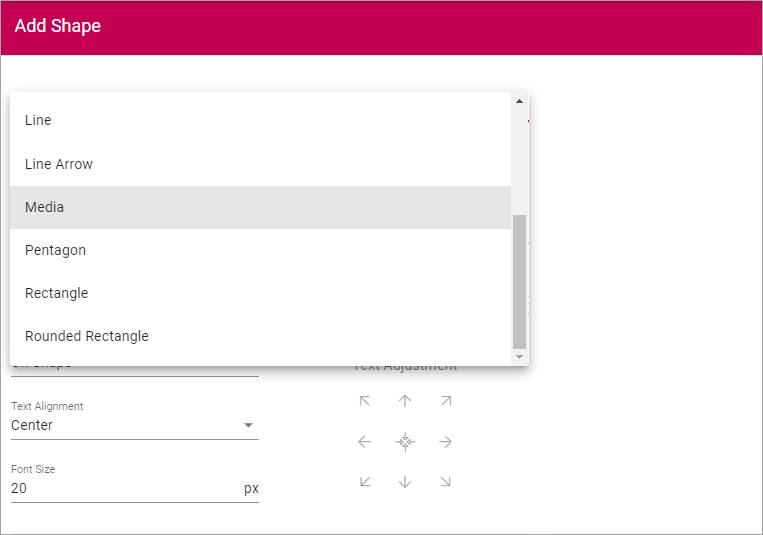 Add Shape
Line
Line Arrow
Media
Pentagon
Rectangle
Rounded Rectangle
Text Adjustment
Text Alignment
Center
Font Size
20 px